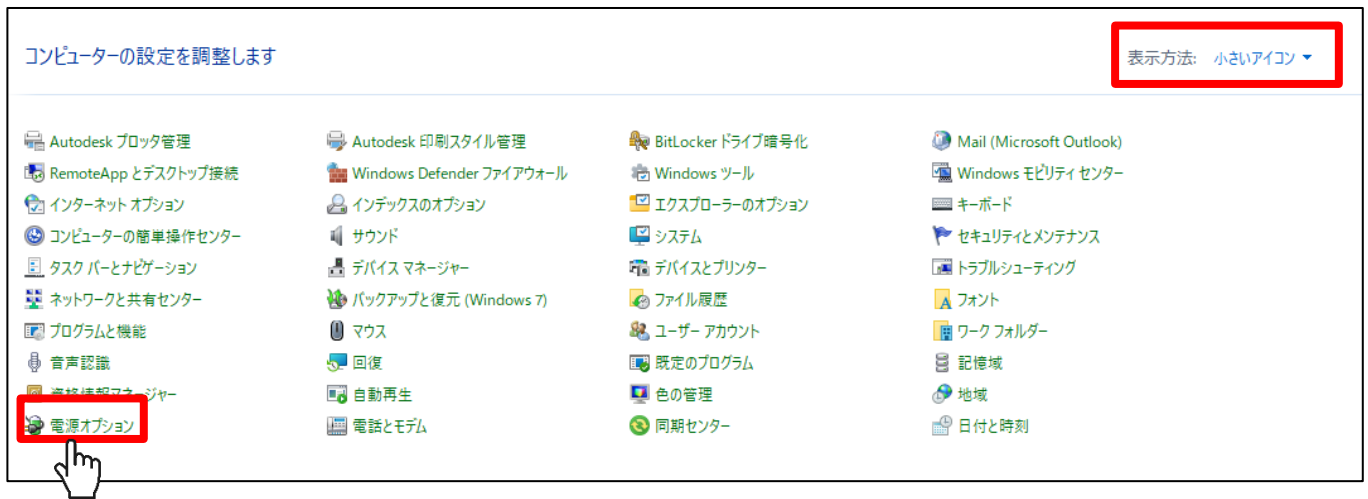 コンピューターの設定を調整します
表示方法: 小さいアイコン
Autodesk プロッタ管理 Autodesk 印刷スタイル管理 BitLocker ドライブ暗号化 Mail (Microsoft Outlook)
RemoteApp とデスクトップ接続 Windows Defender ファイアウォール Windows ツール Windows モビリティ センター
インターネット オプション インデックスのオプション エクスプローラーのオプション キーボード
コンピューターの簡単操作センター サウンド システム セキュリティとメンテナンス
タスク バーとナビゲーション デバイス マネージャー デバイスとプリンター トラブルシューティング
ネットワークと共有センター バックアップと復元 (Windows 7) ファイル履歴 フォント
プログラムと機能 マウス ユーザー アカウント ワーク フォルダー
音声認識 回復 既定のプログラム 記憶域
資格情報マネージャー 自動再生 色の管理 地域
電源オプション 電話とモデム 同期センター 日付と時刻